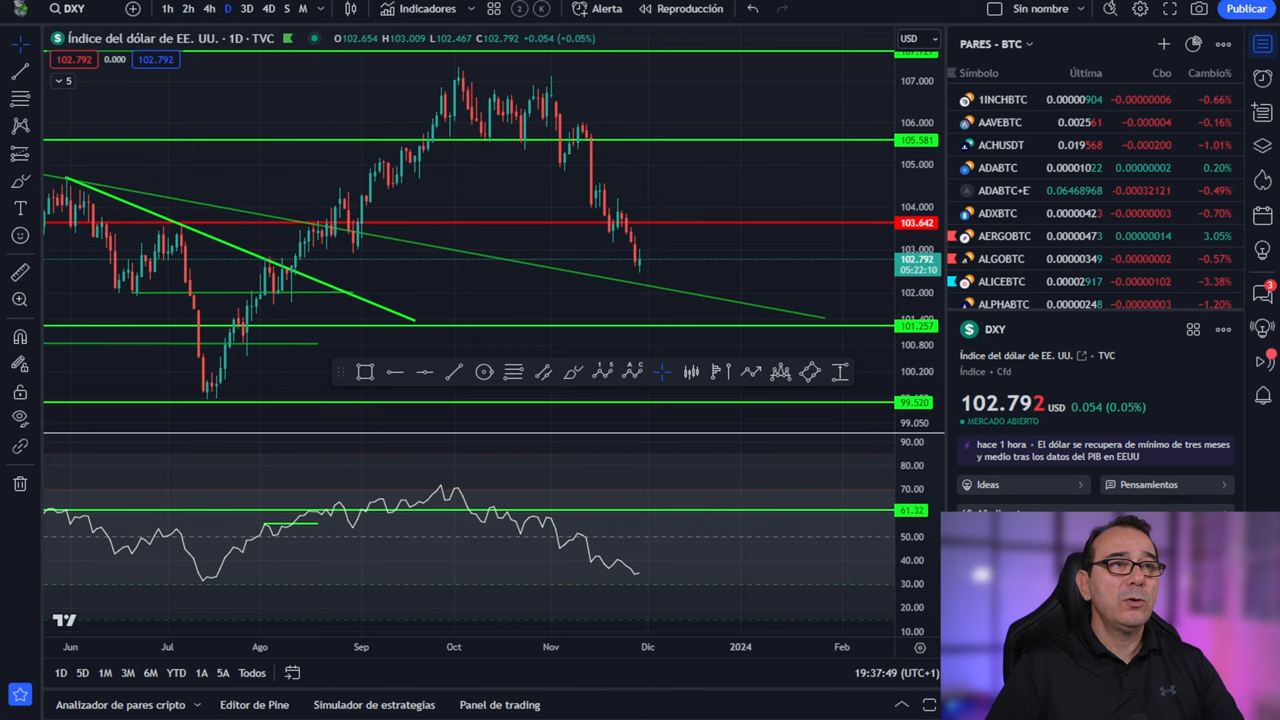 DXY
1h 2h 4h D 3D 4D S M
Indicadores
2 K
Alerta
Reproducción
Sin nombre
Publicar
Índice del dólar de EE. UU. · 1D · TVC
O102.654 H103.009 L102.467 C102.792 +0.054 (+0.05%)
102.792 0.000 102.792
5
USD
107.000
106.000
105.581
105.000
104.000
103.642
103.000
102.792
05:22:10
102.000
101.257
100.800
100.200
99.520
99.050
90.00
80.00
70.00
61.32
50.00
40.00
30.00
20.00
10.00
Jun Jul Ago Sep Oct Nov Dic 2024 Feb
1D 5D 1M 3M 6M YTD 1A 5A Todos
19:37:49 (UTC+1)
Analizador de pares cripto Editor de Pine Simulador de estrategias Panel de trading
PARES - BTC
Símbolo Última Cbo Cambio%
1INCHBTC 0.00000904 −0.00000006 −0.66%
AAVEBTC 0.002561 −0.000004 −0.16%
ACHUSDT 0.019568 −0.000200 −1.01%
ADABTC 0.00001022 0.00000002 0.20%
ADABTC+E 0.06468968 −0.00032121 −0.49%
ADXBTC 0.00000423 −0.00000003 −0.70%
AERGOBTC 0.00000473 0.00000014 3.05%
ALGOBTC 0.00000349 −0.00000002 −0.57%
ALICEBTC 0.00002917 −0.00000103 −3.38%
ALPHABTC 0.00000248 −0.00000003 −1.20%
DXY
Índice del dólar de EE. UU. · TVC
Índice · Cfd
102.792 USD 0.054 (0.05%)
MERCADO ABIERTO
hace 1 hora · El dólar se recupera de mínimo de tres meses
y medio tras los datos del PIB en EEUU
Ideas
Pensamientos
3